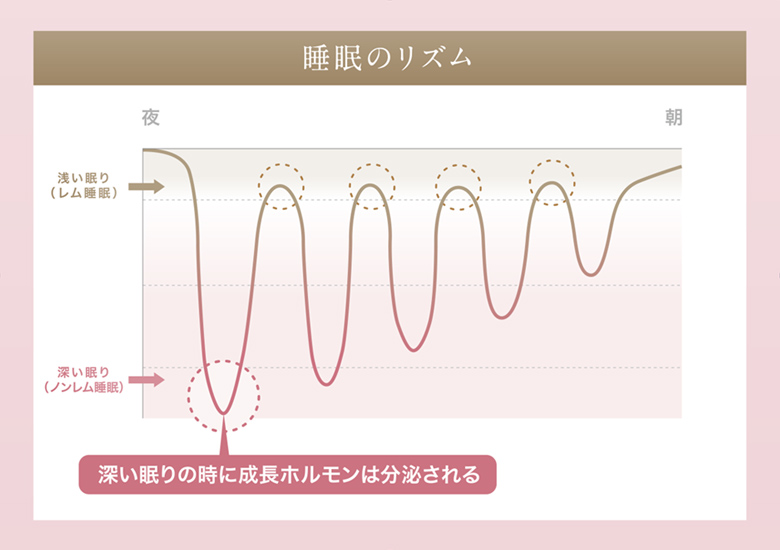 睡眠のリズム
夜
朝
浅い眠り
(レム睡眠)
深い眠り
(ノンレム睡眠)
深い眠りの時に成長ホルモンは分泌される